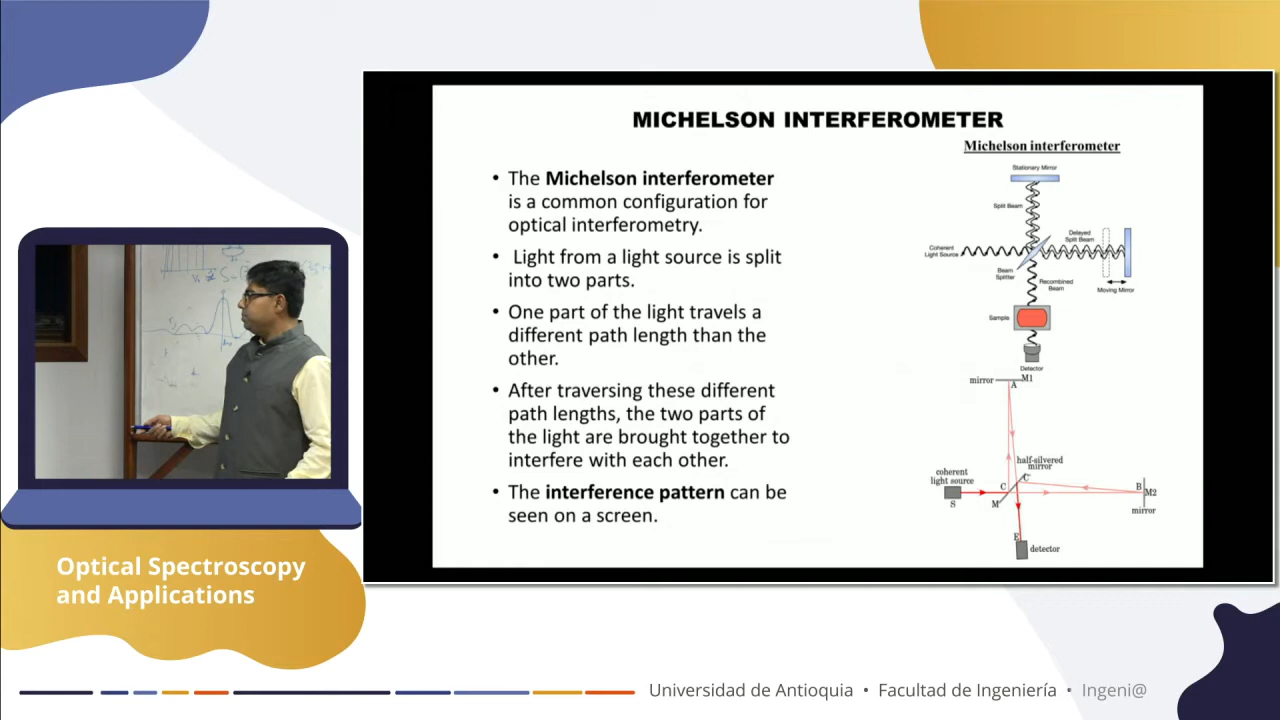 MICHELSON INTERFEROMETER
• The Michelson interferometer
is a common configuration for
optical interferometry.
• Light from a light source is split
into two parts.
• One part of the light travels a
different path length than the
other.
• After traversing these different
path lengths, the two parts of
the light are brought together to
interfere with each other.
• The interference pattern can be
seen on a screen.
Michelson interferometer
Stationary Mirror
Split Beam
Coherent
Light Source
Delayed
Split Beam
Beam
Splitter
Recombined
Beam
Moving Mirror
Sample
Detector
mirror
M1
A
half-silvered
mirror
coherent
light source
S
C
C'
M
B
M2
mirror
E
detector
Optical Spectroscopy
and Applications
Universidad de Antioquia • Facultad de Ingeniería • Ingeni@